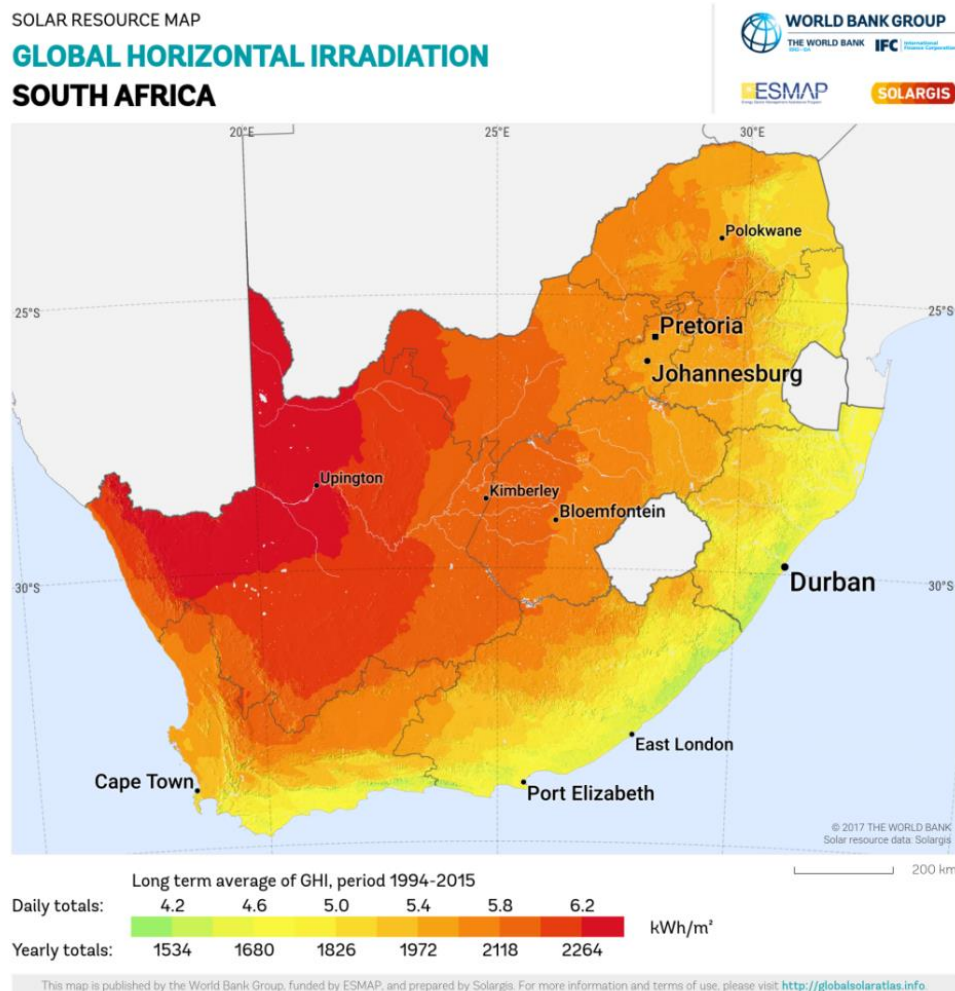 SOLAR RESOURCE MAP
GLOBAL HORIZONTAL IRRADIATION
SOUTH AFRICA
WORLD BANK GROUP
THE WORLD BANK
IFC International Finance Corporation
ESMAP
SOLARGIS
20°E 25°E 30°E
Polokwane
25°S 25°S
Pretoria
Johannesburg
Upington
Kimberley
Bloemfontein
Durban
30°S 30°S
East London
Cape Town
Port Elizabeth
© 2017 THE WORLD BANK
Solar resource data: Solargis
200 km
Long term average of GHI, period 1994-2015
Daily totals: 4.2 4.6 5.0 5.4 5.8 6.2
kWh/m²
Yearly totals: 1534 1680 1826 1972 2118 2264
This map is published by the World Bank Group, funded by ESMAP, and prepared by Solargis. For more information and terms of use, please visit http://globalsolaratlas.info.